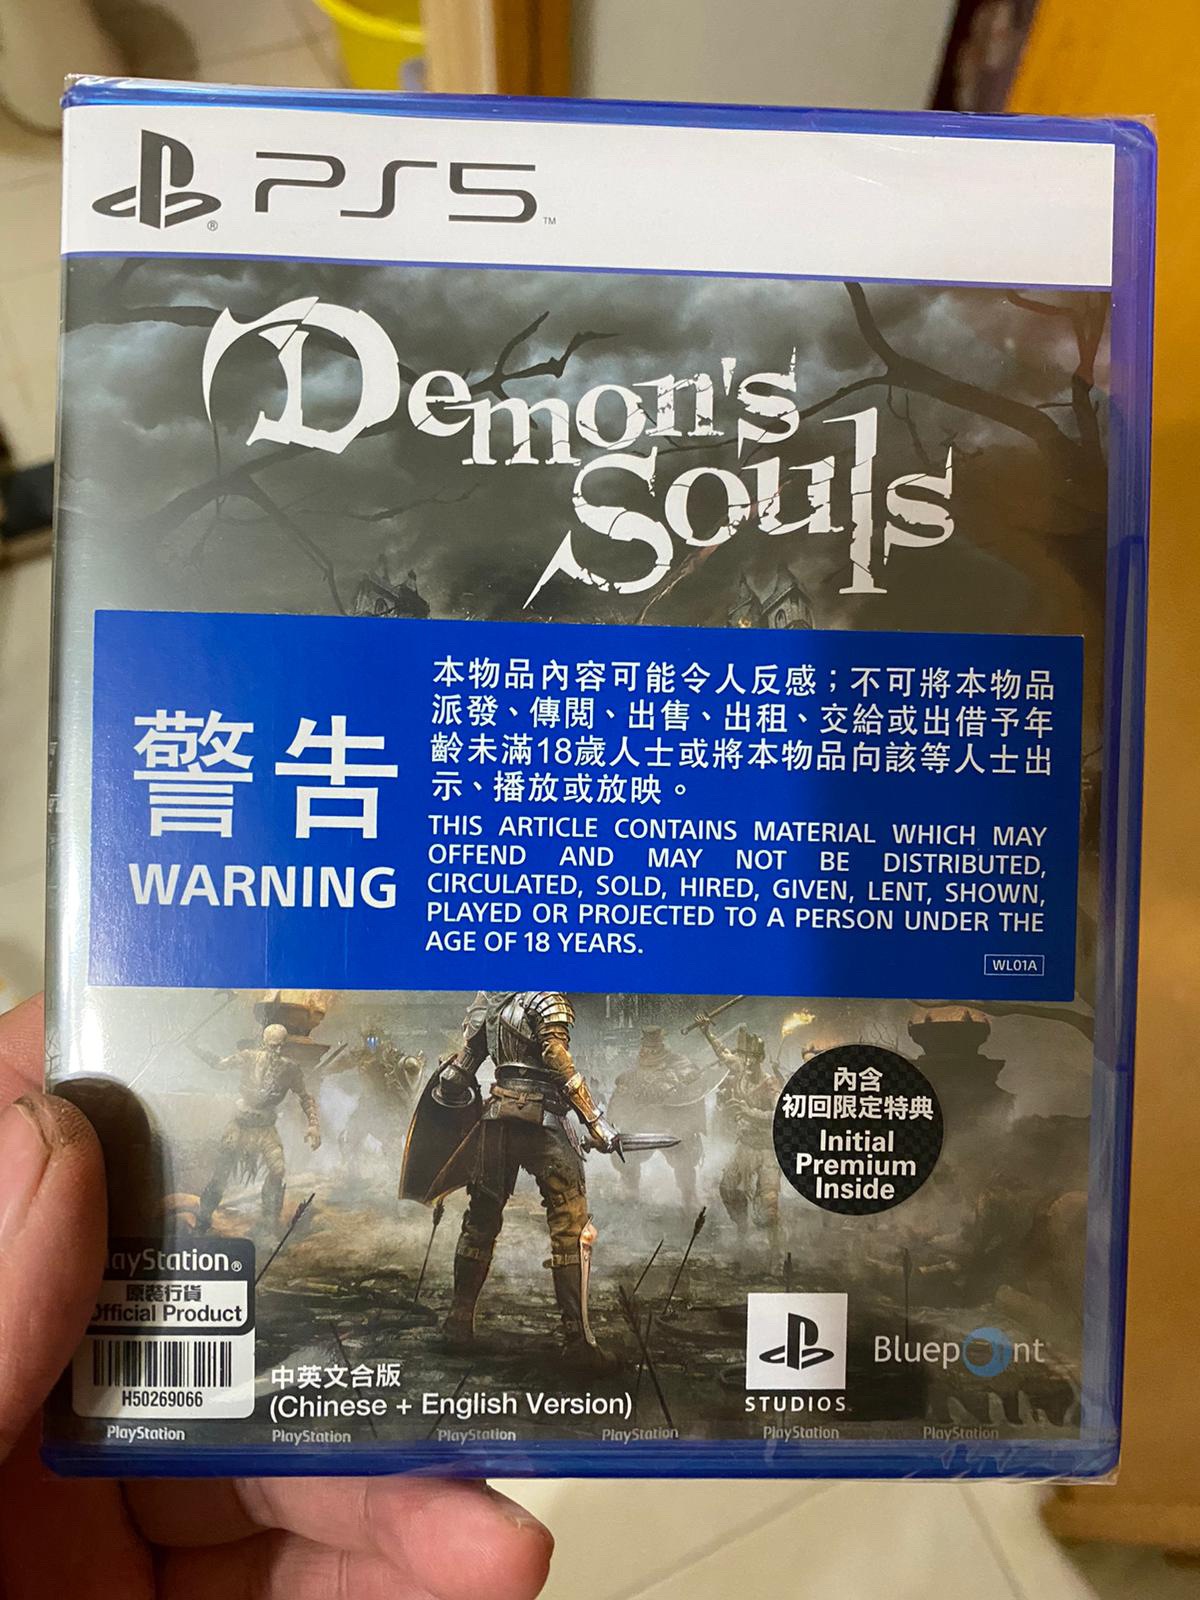 PS5
Demon's
Souls
警告
WARNING
本物品內容可能令人反感；不可將本物品
派發、傳閱、出售、出租、交給或出借予年
齡未滿18歲人士或將本物品向該等人士出
示、播放或放映。
THIS ARTICLE CONTAINS MATERIAL WHICH MAY
OFFEND AND MAY NOT BE DISTRIBUTED,
CIRCULATED, SOLD, HIRED, GIVEN, LENT, SHOWN,
PLAYED OR PROJECTED TO A PERSON UNDER THE
AGE OF 18 YEARS.
WL01A
內含
初回限定特典
Initial
Premium
Inside
PlayStation®
原裝行貨
Official Product
H50269066
中英文合版
(Chinese + English Version)
STUDIOS
Bluepoint
PlayStation PlayStation PlayStation PlayStation PlayStation PlayStation